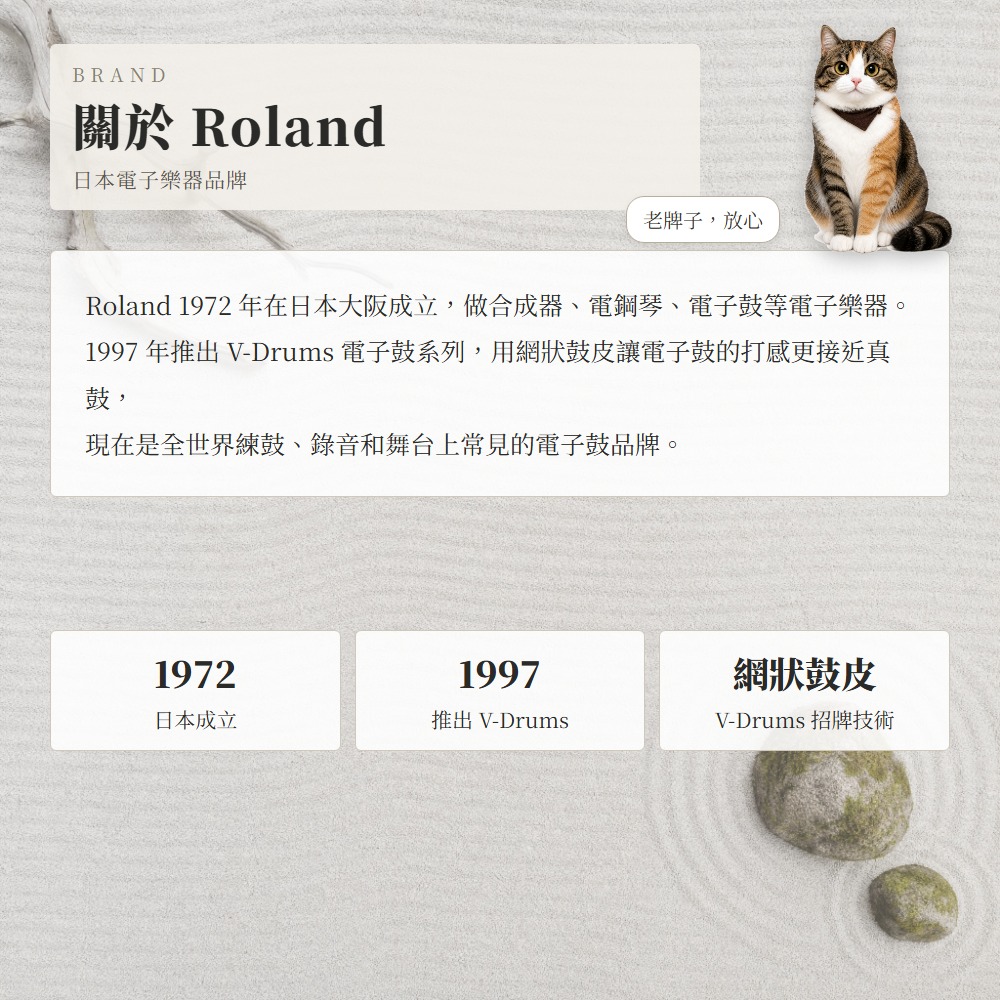 BRAND
關於 Roland
日本電子樂器品牌
老牌子，放心
Roland 1972 年在日本大阪成立，做合成器、電鋼琴、電子鼓等電子樂器。
1997 年推出 V-Drums 電子鼓系列，用網狀鼓皮讓電子鼓的打感更接近真
鼓，
現在是全世界練鼓、錄音和舞台上常見的電子鼓品牌。
1972
日本成立
1997
推出 V-Drums
網狀鼓皮
V-Drums 招牌技術